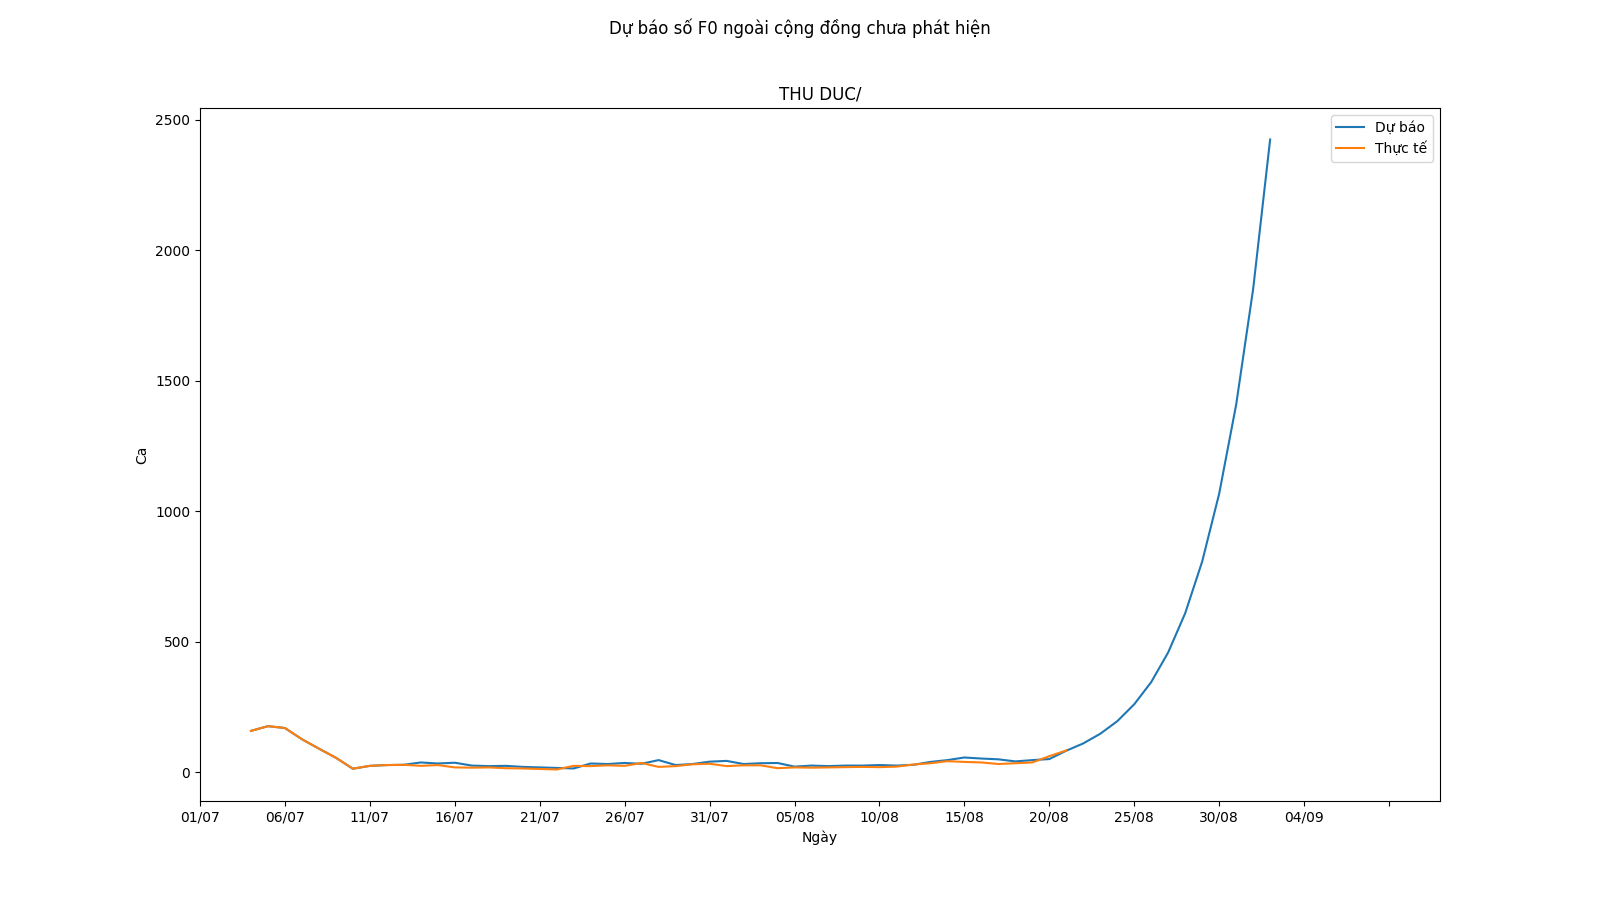 Dự báo số F0 ngoài cộng đồng chưa phát hiện
THU DUC/
2500
2000
1500
1000
500
0
Ca
Dự báo
Thực tế
01/07 06/07 11/07 16/07 21/07 26/07 31/07 05/08 10/08 15/08 20/08 25/08 30/08 04/09
Ngày